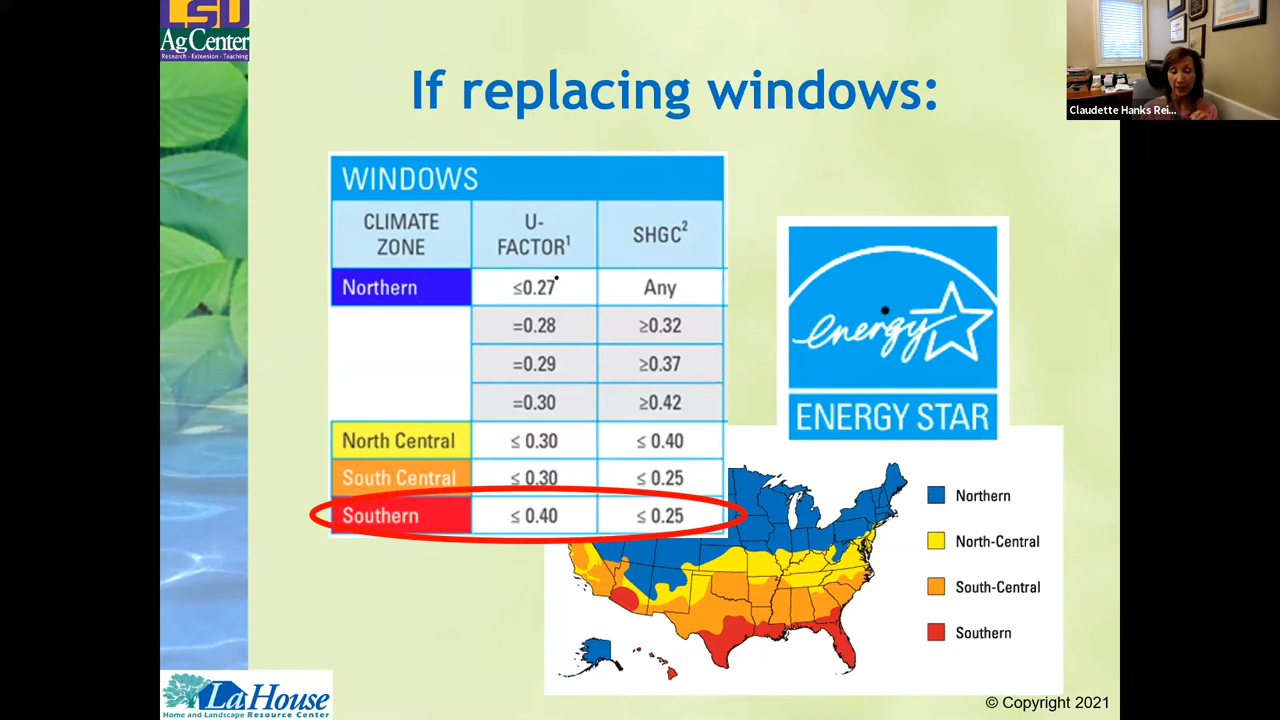 LSU
AgCenter
Research · Extension · Teaching
If replacing windows:
Claudette Hanks Rei...
WINDOWS
CLIMATE ZONE U-FACTOR¹ SHGC²
Northern ≤0.27 Any
=0.28 ≥0.32
=0.29 ≥0.37
=0.30 ≥0.42
North Central ≤ 0.30 ≤ 0.40
South Central ≤ 0.30 ≤ 0.25
Southern ≤ 0.40 ≤ 0.25
energy
ENERGY STAR
Northern
North-Central
South-Central
Southern
LaHouse
Home and Landscape Resource Center
© Copyright 2021